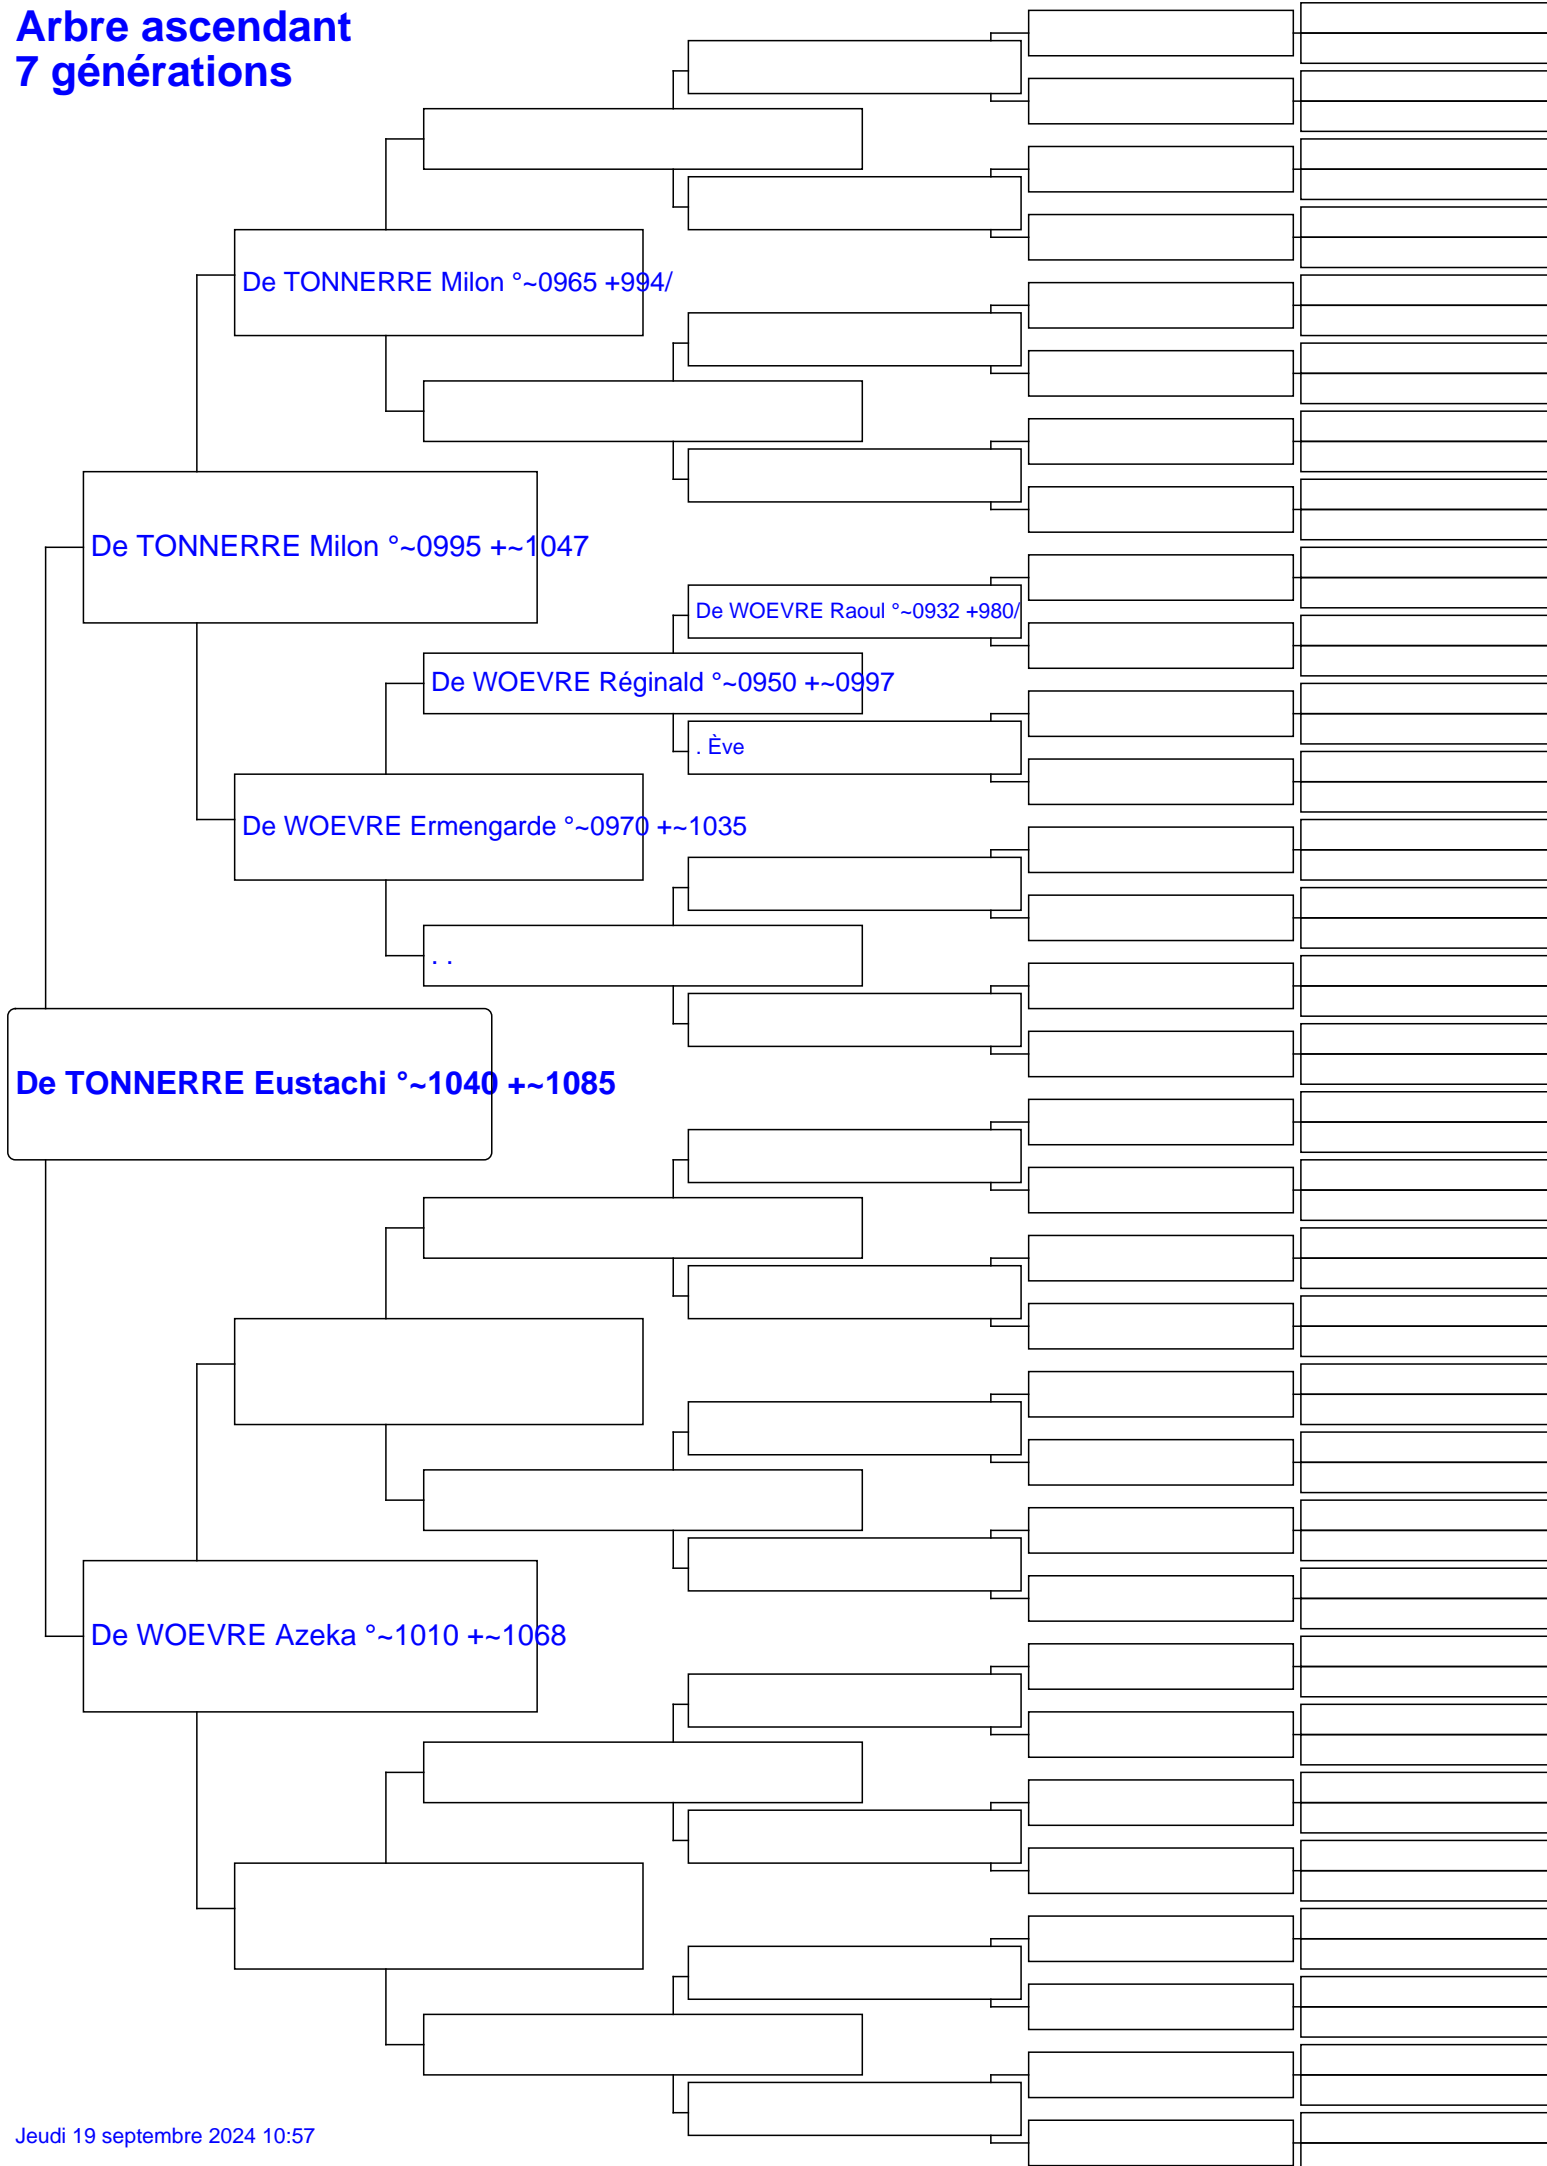 Arbre ascendant
7 générations
De TONNERRE Milon °~0965 +994/
De TONNERRE Milon °~0995 +~1047
De WOEVRE Raoul °~0932 +980/
De WOEVRE Réginald °~0950 +~0997
. Ève
De WOEVRE Ermengarde °~0970 +~1035
. .
De TONNERRE Eustachi °~1040 +~1085
De WOEVRE Azeka °~1010 +~1068
Jeudi 19 septembre 2024 10:57